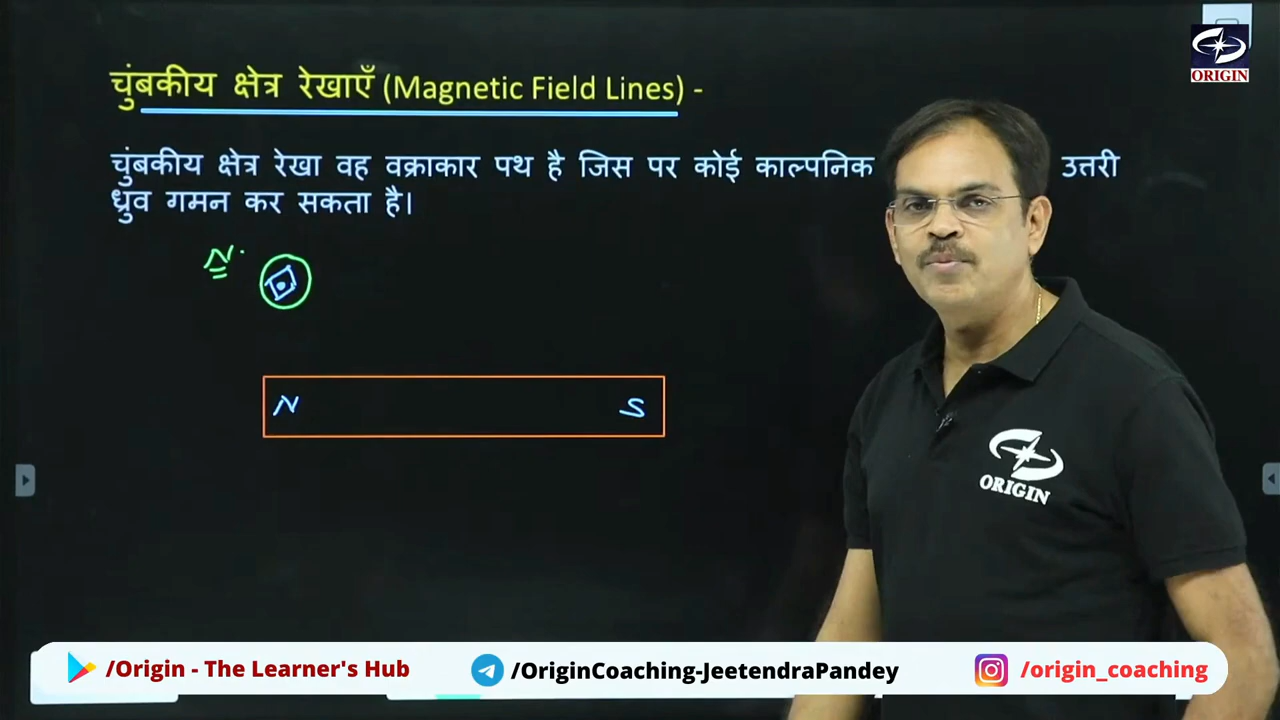 ORIGIN
चुंबकीय क्षेत्र रेखाएँ (Magnetic Field Lines) -
चुंबकीय क्षेत्र रेखा वह वक्राकार पथ है जिस पर कोई काल्पनिक उत्तरी
ध्रुव गमन कर सकता है।
N
N S
ORIGIN
/Origin - The Learner's Hub /OriginCoaching-JeetendraPandey /origin_coaching